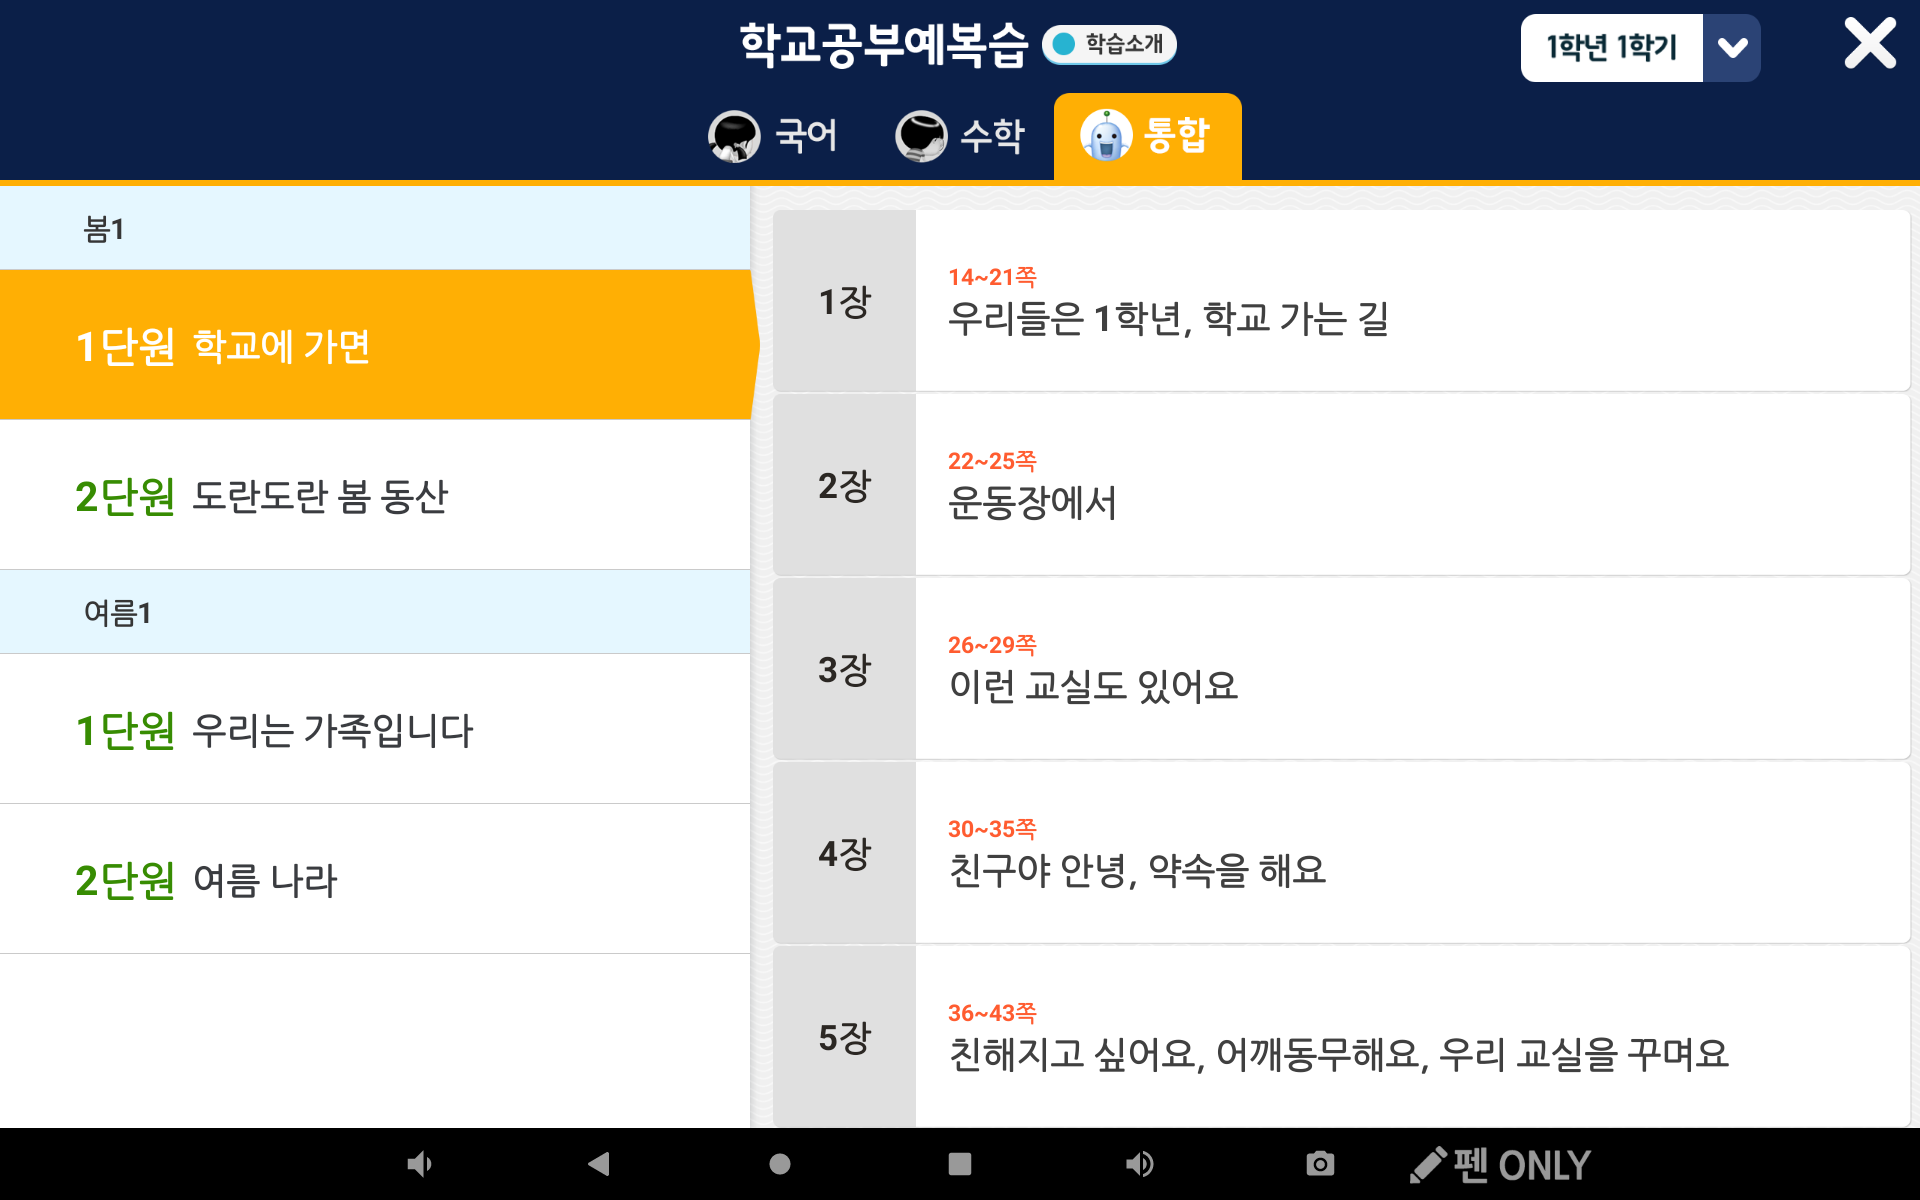 학교공부예복습
학습소개
1학년 1학기
국어
수학
통합
봄1
1단원 학교에 가면
2단원 도란도란 봄 동산
여름1
1단원 우리는 가족입니다
2단원 여름 나라
1장
14~21쪽
우리들은 1학년, 학교 가는 길
2장
22~25쪽
운동장에서
3장
26~29쪽
이런 교실도 있어요
4장
30~35쪽
친구야 안녕, 약속을 해요
5장
36~43쪽
친해지고 싶어요, 어깨동무해요, 우리 교실을 꾸며요
펜 ONLY